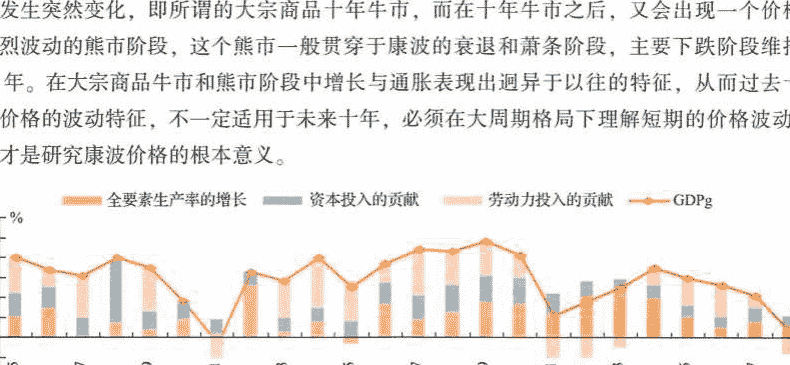 发生突然变化，即所谓的大宗商品十年牛市，而在十年牛市之后，又会出现一个价
烈波动的熊市阶段，这个熊市一般贯穿于康波的衰退和萧条阶段，主要下跌阶段维
年。在大宗商品牛市和熊市阶段中增长与通胀表现出迥异于以往的特征，从而过去
价格的波动特征，不一定适用于未来十年，必须在大周期格局下理解短期的价格波动
才是研究康波价格的根本意义。
全要素生产率的增长 资本投入的贡献 劳动力投入的贡献 GDPg
%